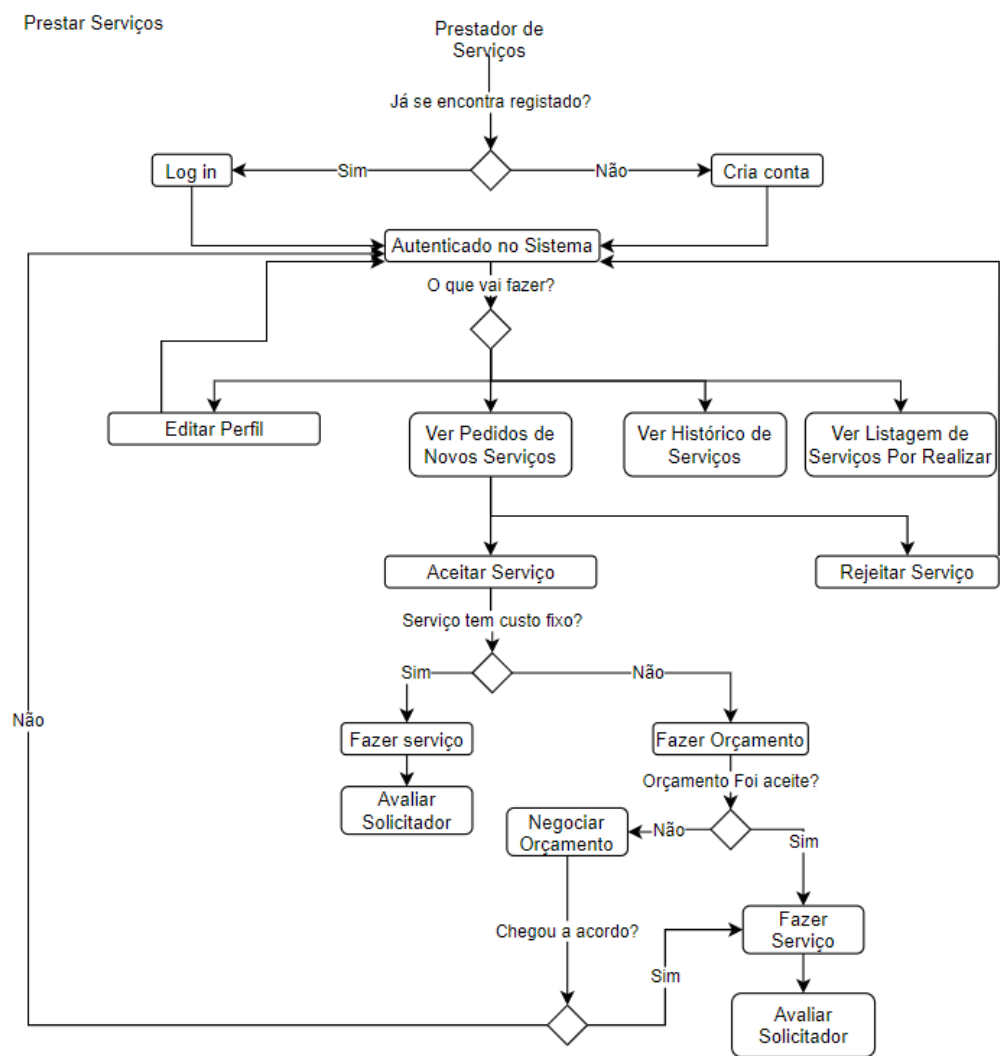 Prestar Serviços
Prestador de
Serviços
Já se encontra registado?
Log in
Sim
Não
Cria conta
Autenticado no Sistema
O que vai fazer?
Editar Perfil
Ver Pedidos de
Novos Serviços
Ver Histórico de
Serviços
Ver Listagem de
Serviços Por Realizar
Aceitar Serviço
Rejeitar Serviço
Serviço tem custo fixo?
Sim
Não
Não
Fazer serviço
Fazer Orçamento
Orçamento Foi aceite?
Avaliar
Solicitador
Negociar
Orçamento
Não
Sim
Fazer
Serviço
Chegou a acordo?
Sim
Avaliar
Solicitador